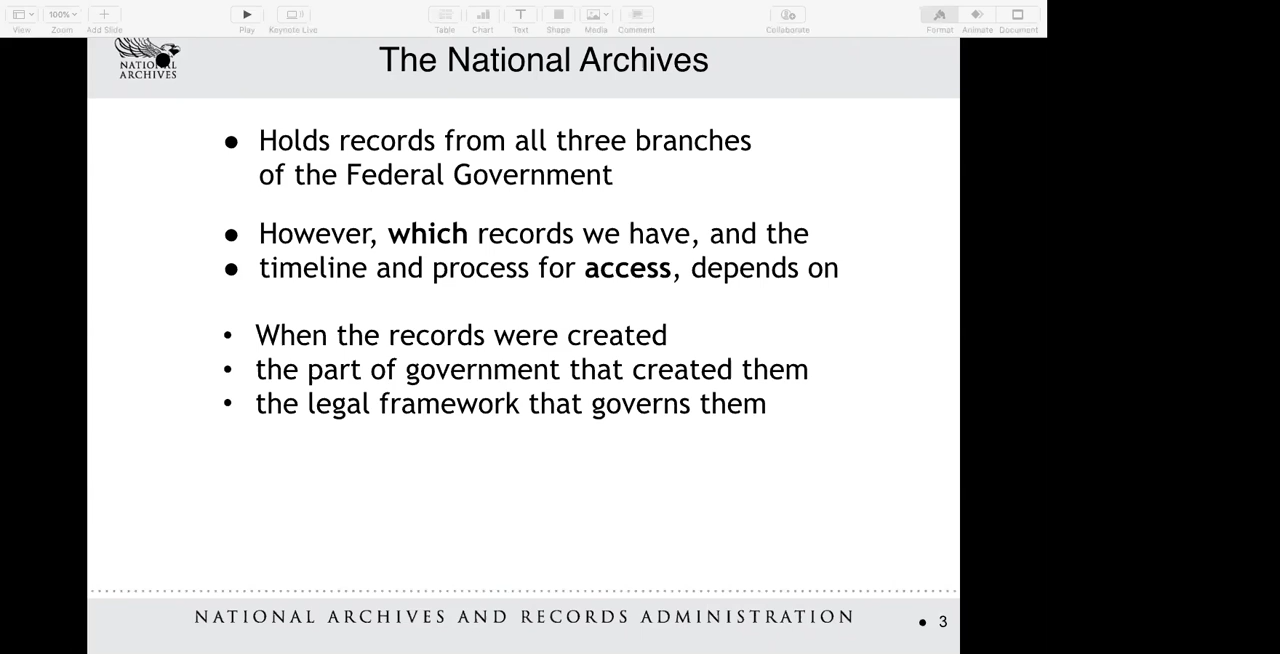 View
100%
Zoom
Add Slide
Play
Keynote Live
Table
Chart
Text
Shape
Media
Comment
Collaborate
Format
Animate
Document
NATIONAL
ARCHIVES
The National Archives
● Holds records from all three branches
of the Federal Government
● However, which records we have, and the
● timeline and process for access, depends on
• When the records were created
• the part of government that created them
• the legal framework that governs them
NATIONAL ARCHIVES AND RECORDS ADMINISTRATION
● 3